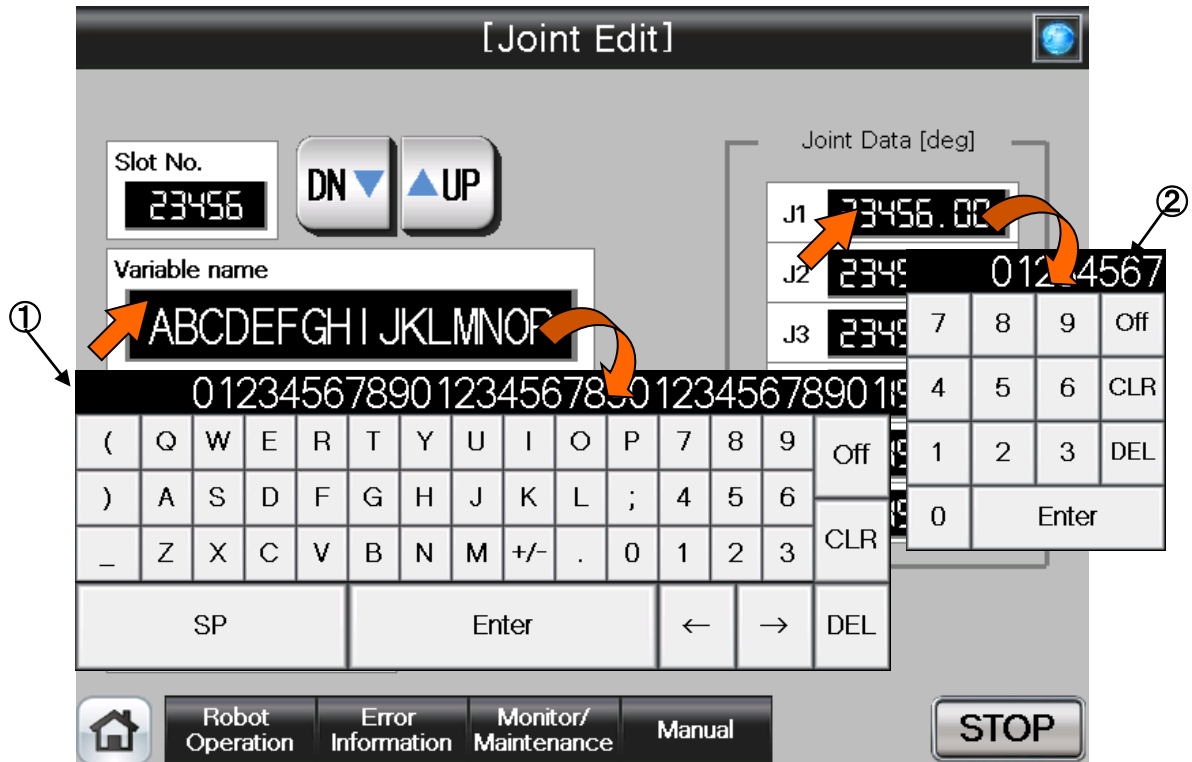 [Joint Edit]
Joint Data [deg]
Slot No.
23456
DN UP
J1 23456.00
②
Variable name
J2
01234567
ABCDEFGHIJKLMNOP
①
J3
7 8 9 Off
4 5 6 CLR
1 2 3 DEL
0 Enter
01234567890123456789012345678901
( Q W E R T Y U I O P 7 8 9 Off
) A S D F G H J K L ; 4 5 6
_ Z X C V B N M +/- . 0 1 2 3 CLR
SP Enter ← → DEL
Robot Operation
Error Information
Monitor/ Maintenance
Manual
STOP